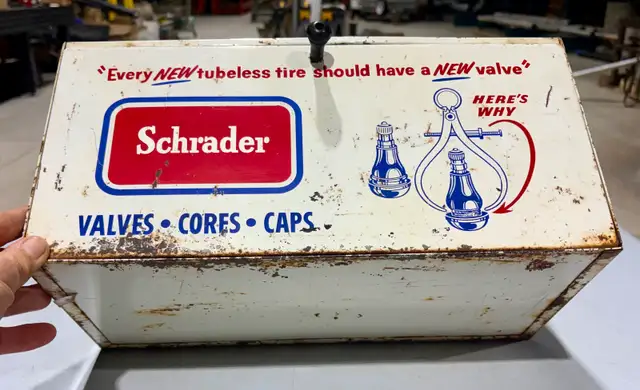 "Every NEW tubeless tire should have a NEW valve"
HERE'S
WHY
Schrader
VALVES • CORES • CAPS